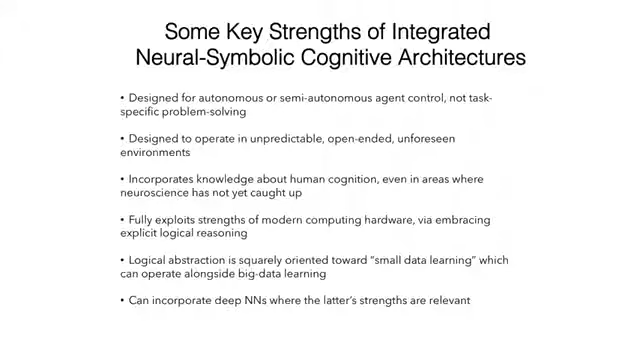 Some Key Strengths of Integrated
Neural-Symbolic Cognitive Architectures
• Designed for autonomous or semi-autonomous agent control, not task-
specific problem-solving
• Designed to operate in unpredictable, open-ended, unforeseen
environments
• Incorporates knowledge about human cognition, even in areas where
neuroscience has not yet caught up
• Fully exploits strengths of modern computing hardware, via embracing
explicit logical reasoning
• Logical abstraction is squarely oriented toward “small data learning” which
can operate alongside big-data learning
• Can incorporate deep NNs where the latter’s strengths are relevant